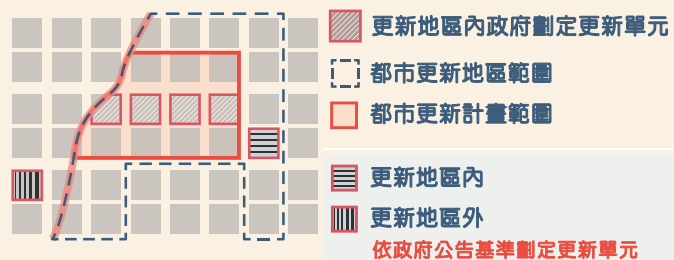 更新地區內政府劃定更新單元
都市更新地區範圍
都市更新計畫範圍
更新地區內
更新地區外
依政府公告基準劃定更新單元